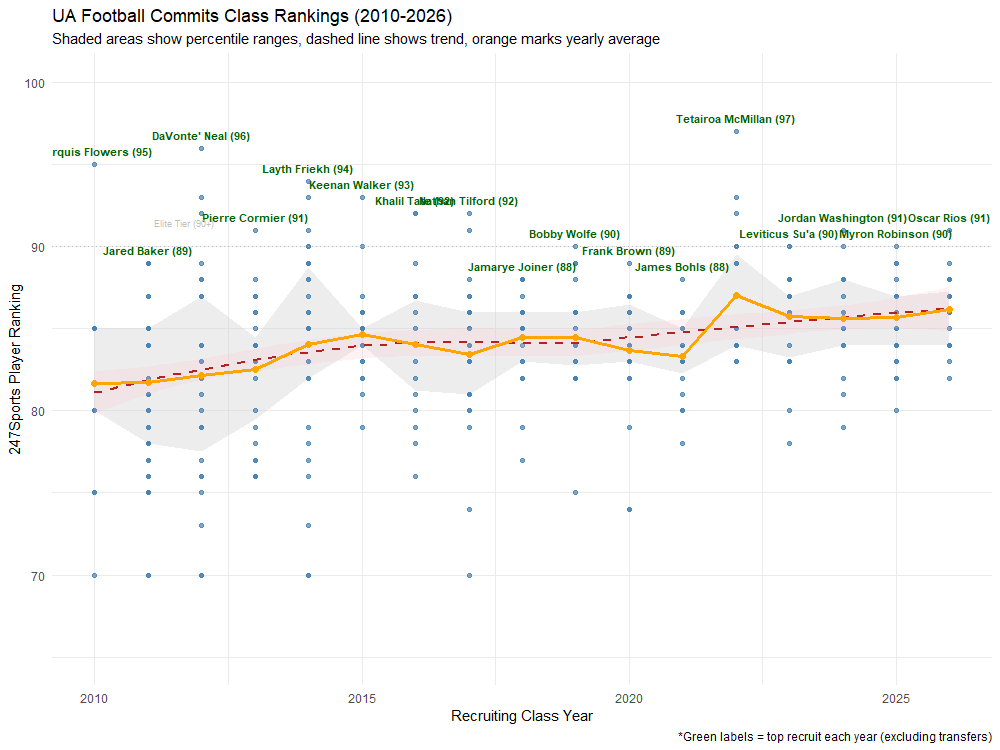 UA Football Commits Class Rankings (2010-2026)
Shaded areas show percentile ranges, dashed line shows trend, orange marks yearly average
100
Tetairoa McMillan (97)
DaVonte' Neal (96)
rquis Flowers (95)
Layth Friekh (94)
Keenan Walker (93)
Khalil Tate (92)
Nathan Tilford (92)
Elite Tier (90+)
Pierre Cormier (91)
Jordan Washington (91)
Oscar Rios (91)
Bobby Wolfe (90)
Leviticus Su'a (90)
Myron Robinson (90)
90
Jared Baker (89)
Frank Brown (89)
Jamarye Joiner (88)
James Bohls (88)
80
70
247Sports Player Ranking
2010 2015 2020 2025
Recruiting Class Year
*Green labels = top recruit each year (excluding transfers)